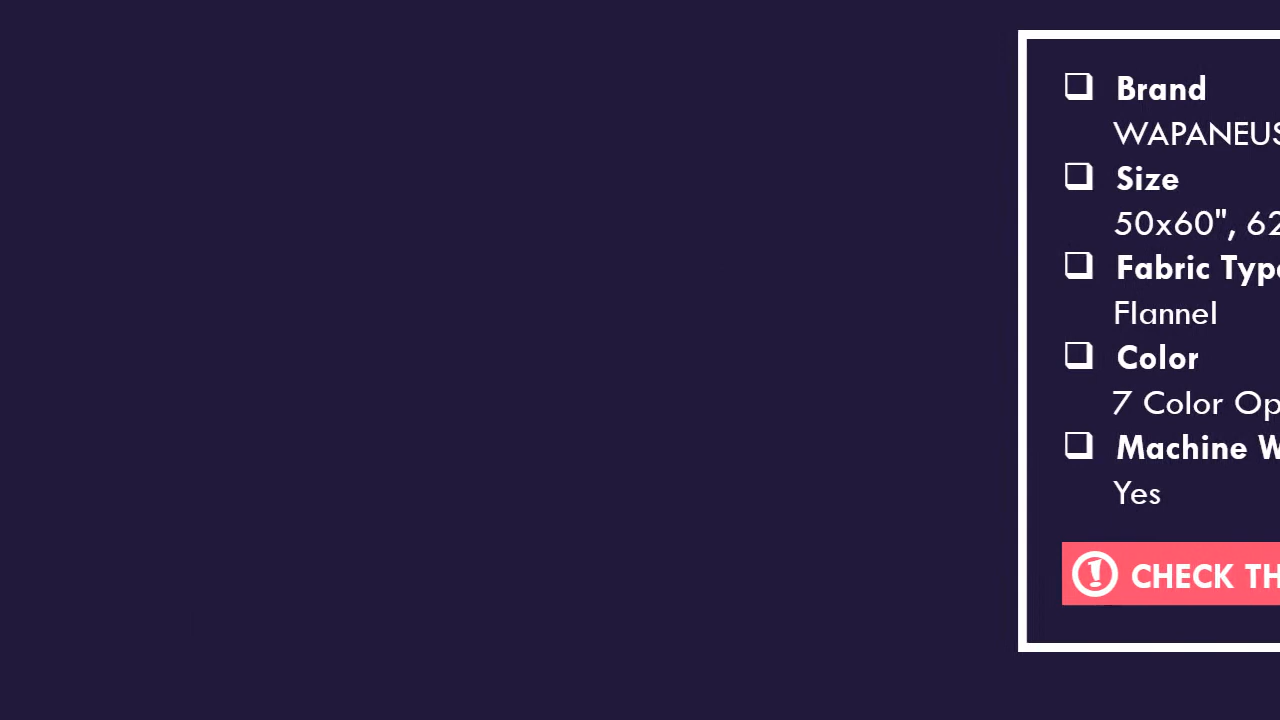 Brand
WAPANEUS
Size
50x60", 62
Fabric Type
Flannel
Color
7 Color Op
Machine W
Yes
CHECK TH